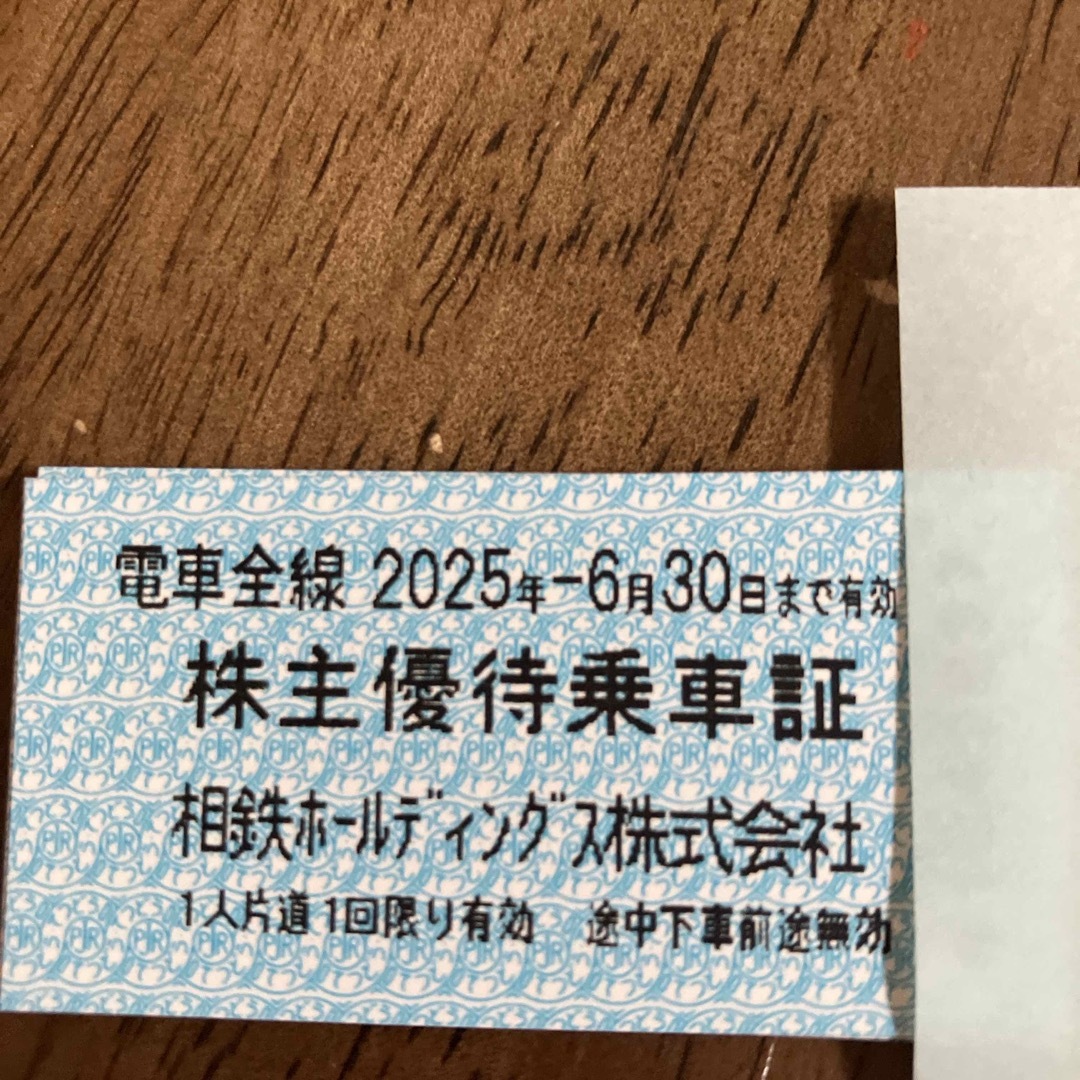 電車全線 2025年-6月30日まで有効
株主優待乗車証
相鉄ホールディングス株式会社
1人片道1回限り有効 途中下車前途無効